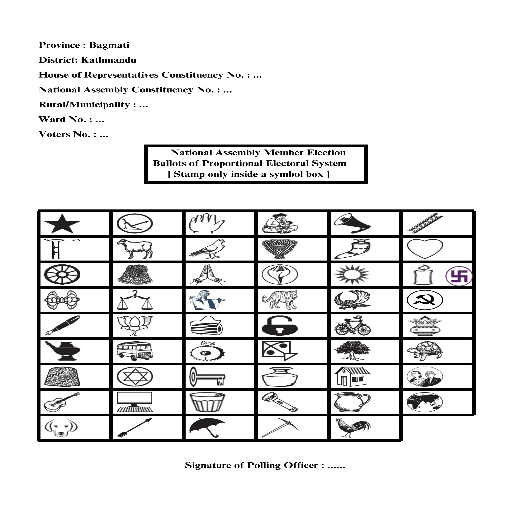 Province : Bagmati
District: Kathmandu
House of Representatives Constituency No. : ...
National Assembly Constituency No. : ...
Rural/Municipality : ...
Ward No. : ...
Voters No. : ...
National Assembly Member Election
Ballots of Proportional Electoral System
[ Stamp only inside a symbol box ]
Signature of Polling Officer : ......